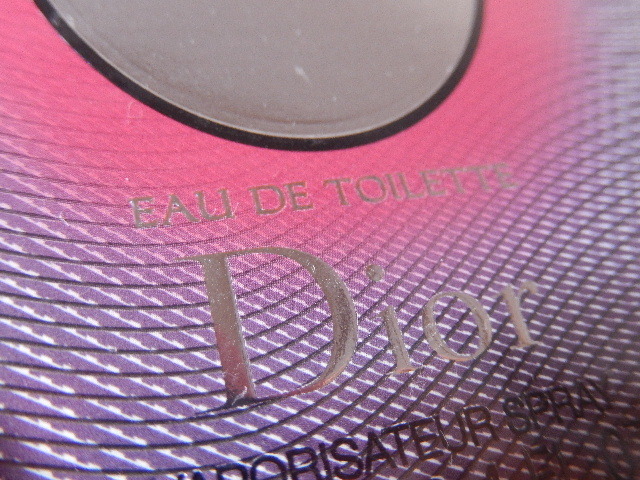 EAU DE TOILETTE
Dior
VAPORISATEUR SPRAY